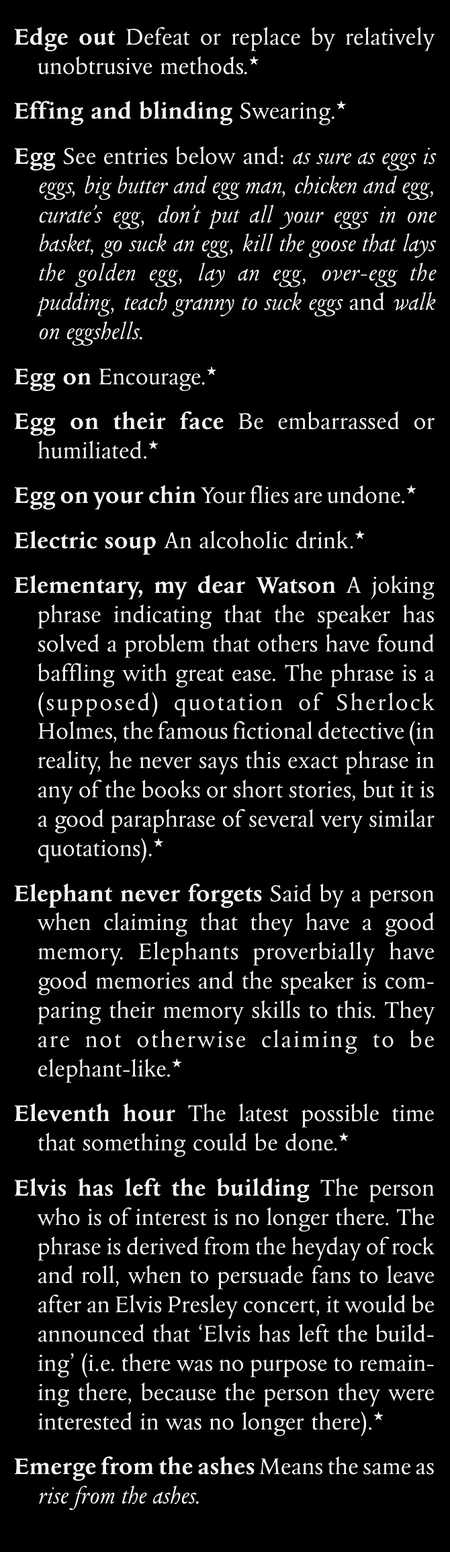 Edge out Defeat or replace by relatively
unobtrusive methods.★
Effing and blinding Swearing.★
Egg See entries below and: as sure as eggs is
eggs, big butter and egg man, chicken and egg,
curate's egg, don't put all your eggs in one
basket, go suck an egg, kill the goose that lays
the golden egg, lay an egg, over-egg the
pudding, teach granny to suck eggs and walk
on eggshells.
Egg on Encourage.★
Egg on their face Be embarrassed or
humiliated.★
Egg on your chin Your flies are undone.★
Electric soup An alcoholic drink.★
Elementary, my dear Watson A joking
phrase indicating that the speaker has
solved a problem that others have found
baffling with great ease. The phrase is a
(supposed) quotation of Sherlock
Holmes, the famous fictional detective (in
reality, he never says this exact phrase in
any of the books or short stories, but it is
a good paraphrase of several very similar
quotations).★
Elephant never forgets Said by a person
when claiming that they have a good
memory. Elephants proverbially have
good memories and the speaker is com-
paring their memory skills to this. They
are not otherwise claiming to be
elephant-like.★
Eleventh hour The latest possible time
that something could be done.★
Elvis has left the building The person
who is of interest is no longer there. The
phrase is derived from the heyday of rock
and roll, when to persuade fans to leave
after an Elvis Presley concert, it would be
announced that ‘Elvis has left the build-
ing’ (i.e. there was no purpose to remain-
ing there, because the person they were
interested in was no longer there).★
Emerge from the ashes Means the same as
rise from the ashes.